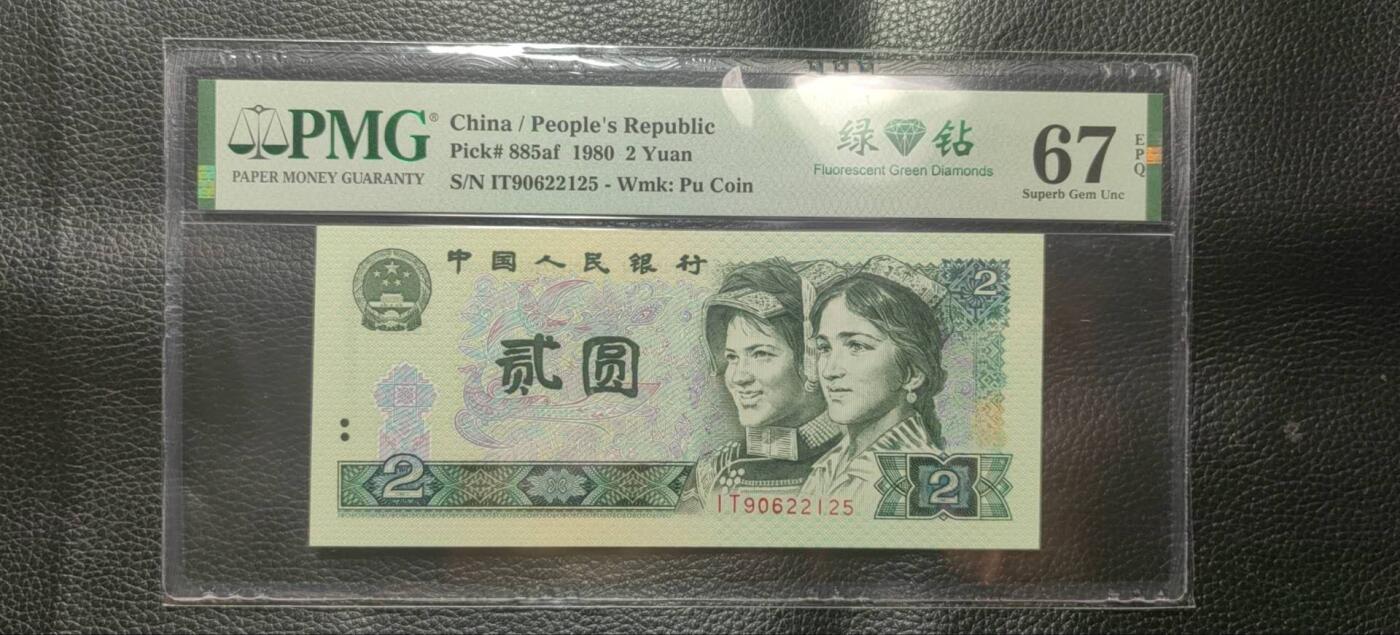 PMG®
PAPER MONEY GUARANTY
China / People's Republic
Pick# 885af 1980 2 Yuan
S/N IT90622125 - Wmk: Pu Coin
绿 钻
Fluorescent Green Diamonds
67
EPQ
Superb Gem Unc
中国人民银行
2
贰圆
2
IT90622125
2